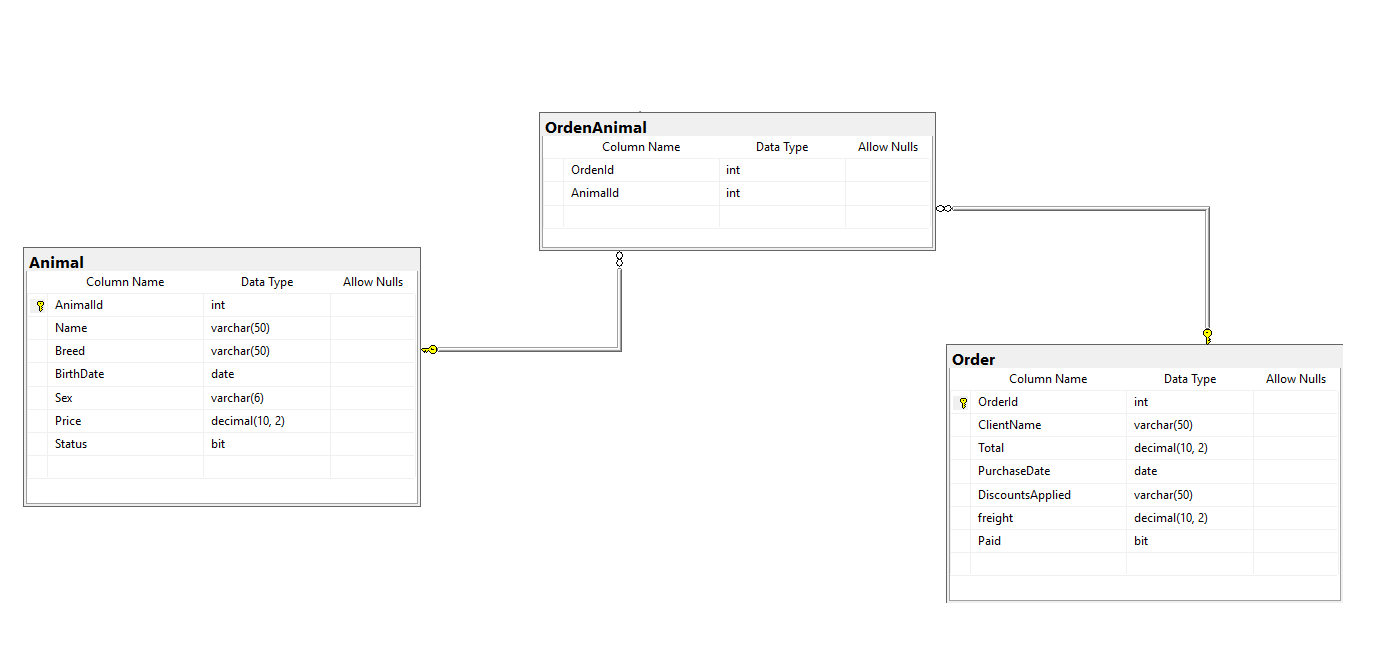 OrdenAnimal
Column Name Data Type Allow Nulls
OrdenId int
AnimalId int
Animal
Column Name Data Type Allow Nulls
AnimalId int
Name varchar(50)
Breed varchar(50)
BirthDate date
Sex varchar(6)
Price decimal(10, 2)
Status bit
Order
Column Name Data Type Allow Nulls
OrderId int
ClientName varchar(50)
Total decimal(10, 2)
PurchaseDate date
DiscountsApplied varchar(50)
freight decimal(10, 2)
Paid bit